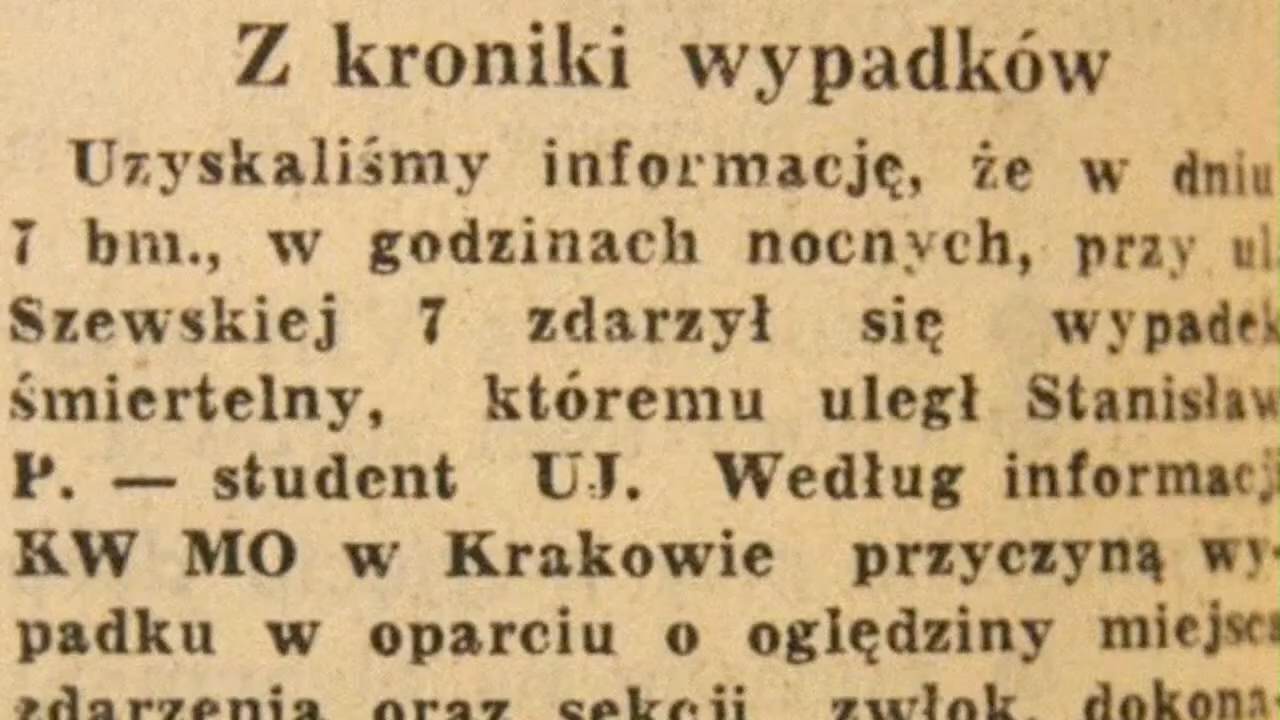 Z kroniki wypadków
Uzyskaliśmy informację, że w dniu
7 bm., w godzinach nocnych, przy ul.
Szewskiej 7 zdarzył się wypadek
śmiertelny, któremu uległ Stanisław
P. — student UJ. Według informacji
KW MO w Krakowie przyczyną wy-
padku w oparciu o oględziny miejsca
zdarzenia oraz sekcji zwłok, dokona-